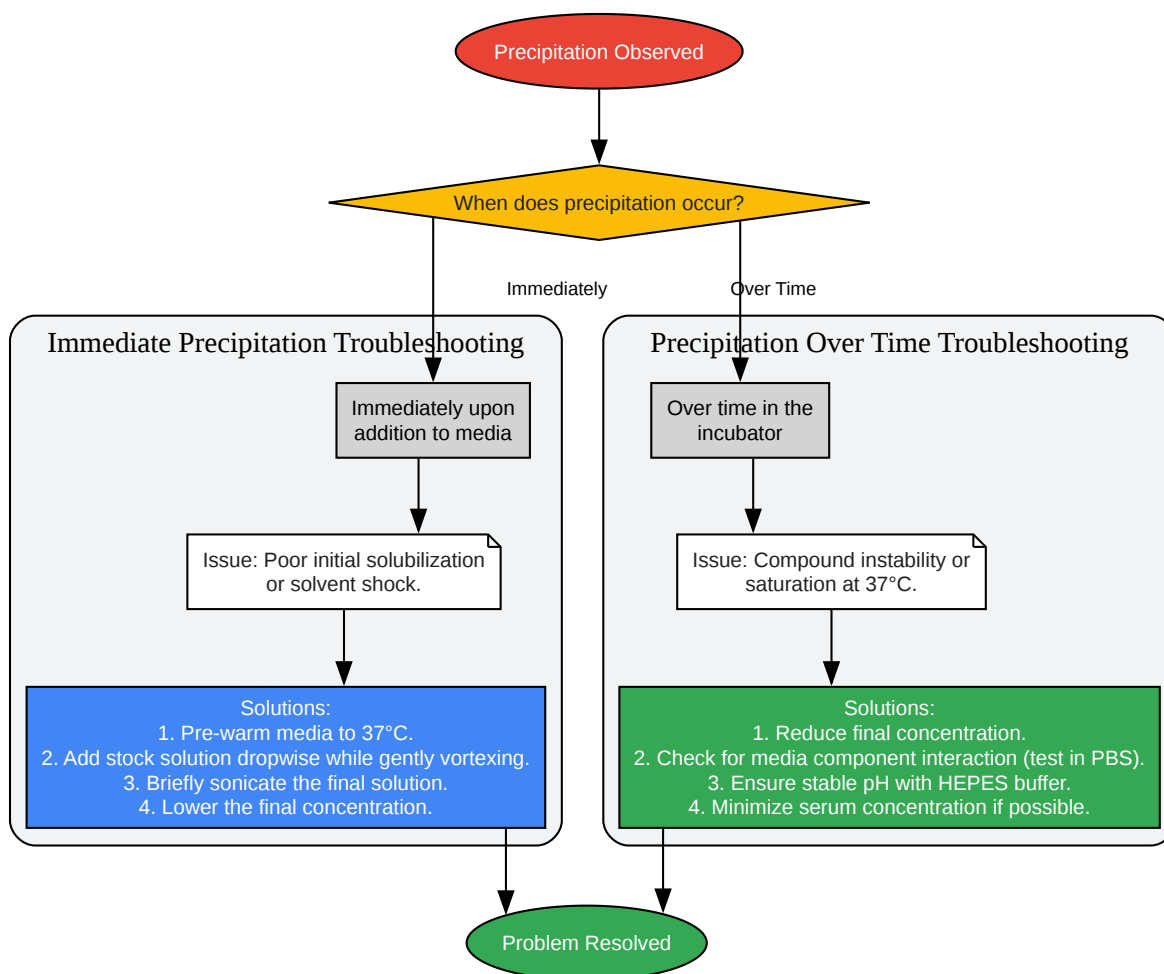 Precipitation Observed
When does precipitation occur?
Immediately
Over Time
Immediate Precipitation Troubleshooting
Immediately upon
addition to media
Issue: Poor initial solubilization
or solvent shock.
Solutions:
1. Pre-warm media to 37°C.
2. Add stock solution dropwise while gently vortexing.
3. Briefly sonicate the final solution.
4. Lower the final concentration.
Precipitation Over Time Troubleshooting
Over time in the
incubator
Issue: Compound instability or
saturation at 37°C.
Solutions:
1. Reduce final concentration.
2. Check for media component interaction (test in PBS).
3. Ensure stable pH with HEPES buffer.
4. Minimize serum concentration if possible.
Problem Resolved